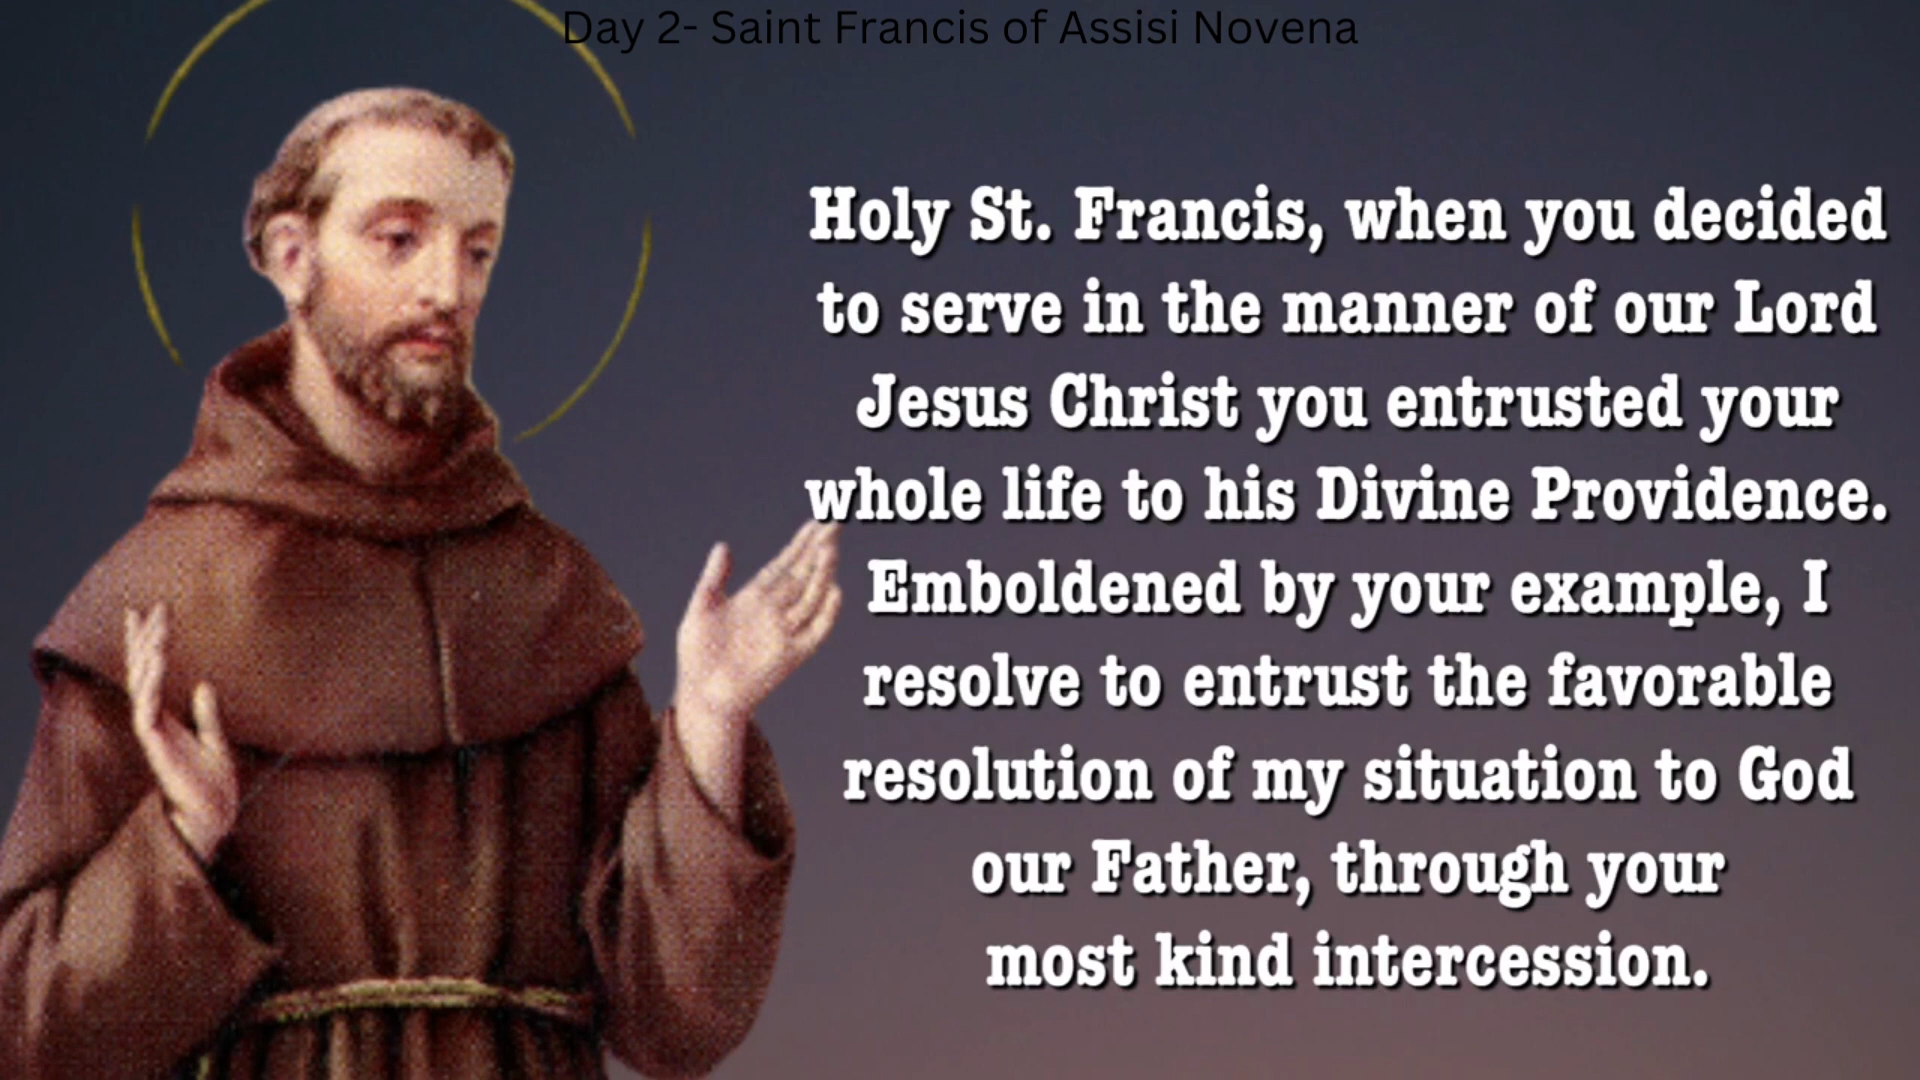 Day 2- Saint Francis of Assisi Novena
Holy St. Francis, when you decided
to serve in the manner of our Lord
Jesus Christ you entrusted your
whole life to his Divine Providence.
Emboldened by your example, I
resolve to entrust the favorable
resolution of my situation to God
our Father, through your
most kind intercession.